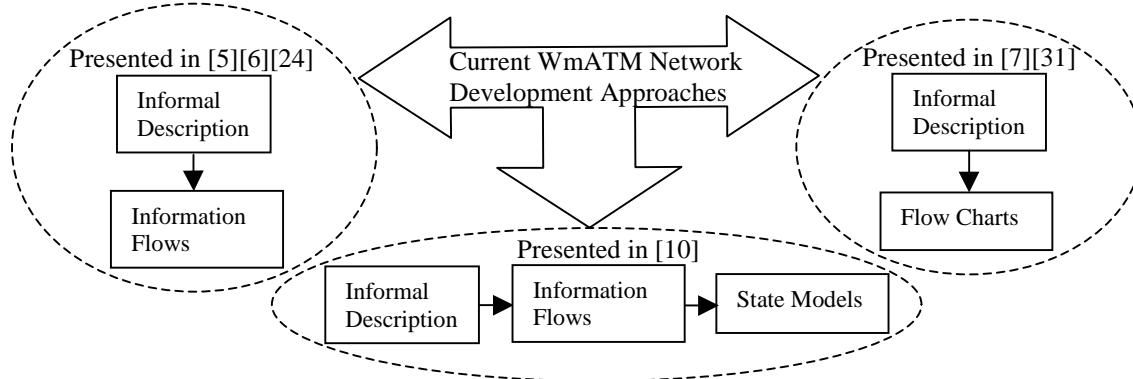 Presented in [5][6][24]
Informal
Description
Information
Flows
Current WmATM Network
Development Approaches
Presented in [7][31]
Informal
Description
Flow Charts
Presented in [10]
Informal
Description
Information
Flows
State Models